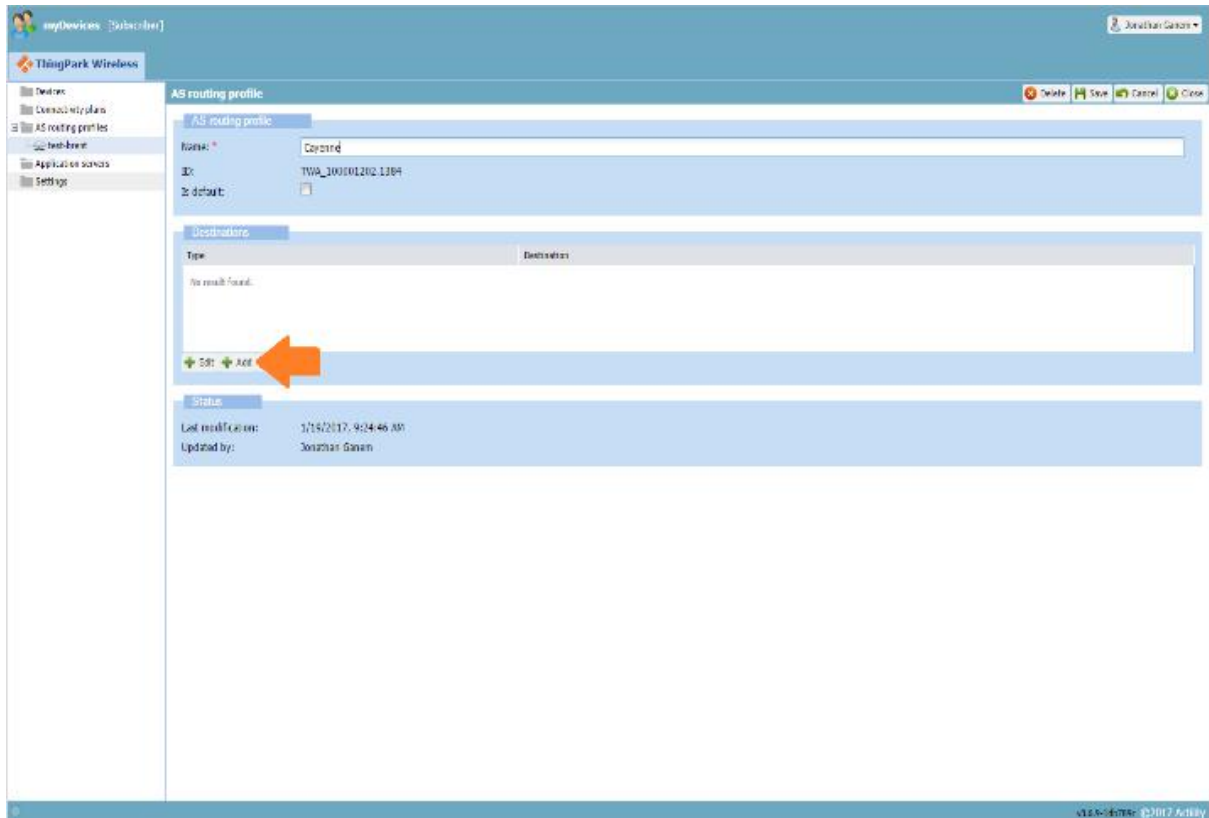 myDevices [Subscriber]
Jonathan Ganem
ThingPark Wireless
Devices
Connectivity plans
AS routing profiles
test-brent
Application servers
Settings
AS routing profile
Delete Save Cancel Close
AS routing profile
Name: *
Cayenne
ID:
TWA_100001202.1384
Is default:
Destinations
Type
Destination
No result found.
Edit Add
Status
Last modification:
1/19/2017, 9:24:46 AM
Updated by:
Jonathan Ganem
©2017 Actility